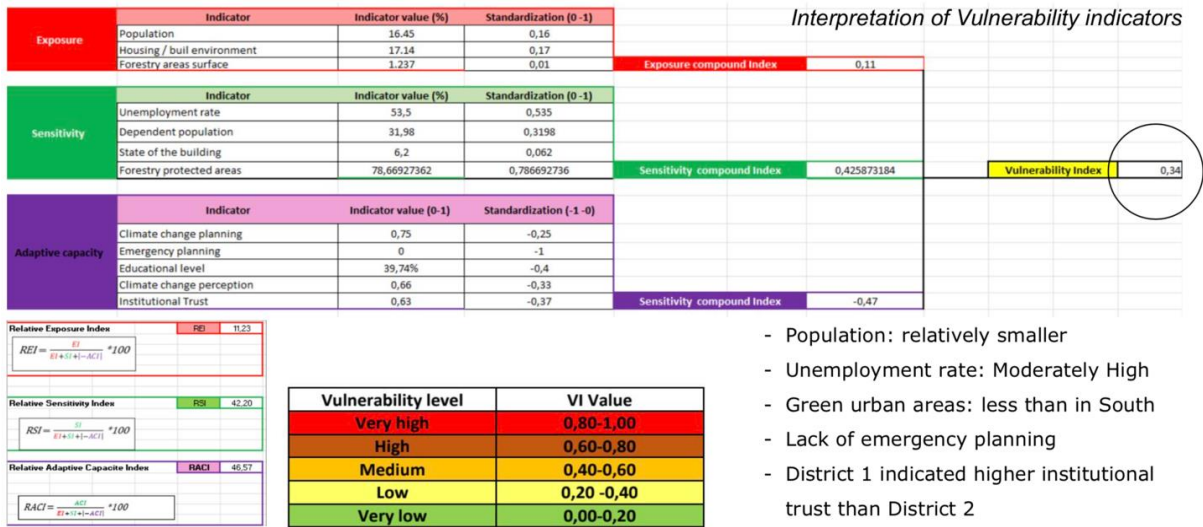 Interpretation of Vulnerability indicators
Exposure
Indicator Indicator value (%) Standardization (0 -1)
Population 16.45 0,16
Housing / buil environment 17.14 0,17
Forestry areas surface 1.237 0,01 Exposure compound Index 0,11
Sensitivity
Indicator Indicator value (%) Standardization (0 -1)
Unemployment rate 53,5 0,535
Dependent population 31,98 0,3198
State of the building 6,2 0,062
Forestry protected areas 78,66927362 0,786692736 Sensitivity compound Index 0,425873184 Vulnerability Index 0,34
Adaptive capacity
Indicator Indicator value (0-1) Standardization (-1 -0)
Climate change planning 0,75 -0,25
Emergency planning 0 -1
Educational level 39,74% -0,4
Climate change perception 0,66 -0,33
Institutional Trust 0,63 -0,37 Sensitivity compound Index -0,47
Relative Exposure Index REI 11,23
REI = EI / EI+SI+|-ACI| *100
Relative Sensitivity Index RSI 42,20
RSI = SI / EI+SI+|-ACI| *100
Relative Adaptive Capacite Index RACI 46,57
RACI = ACI / EI+SI+|-ACI| *100
Vulnerability level VI Value
Very high 0,80-1,00
High 0,60-0,80
Medium 0,40-0,60
Low 0,20 -0,40
Very low 0,00-0,20
- Population: relatively smaller
- Unemployment rate: Moderately High
- Green urban areas: less than in South
- Lack of emergency planning
- District 1 indicated higher institutional
trust than District 2